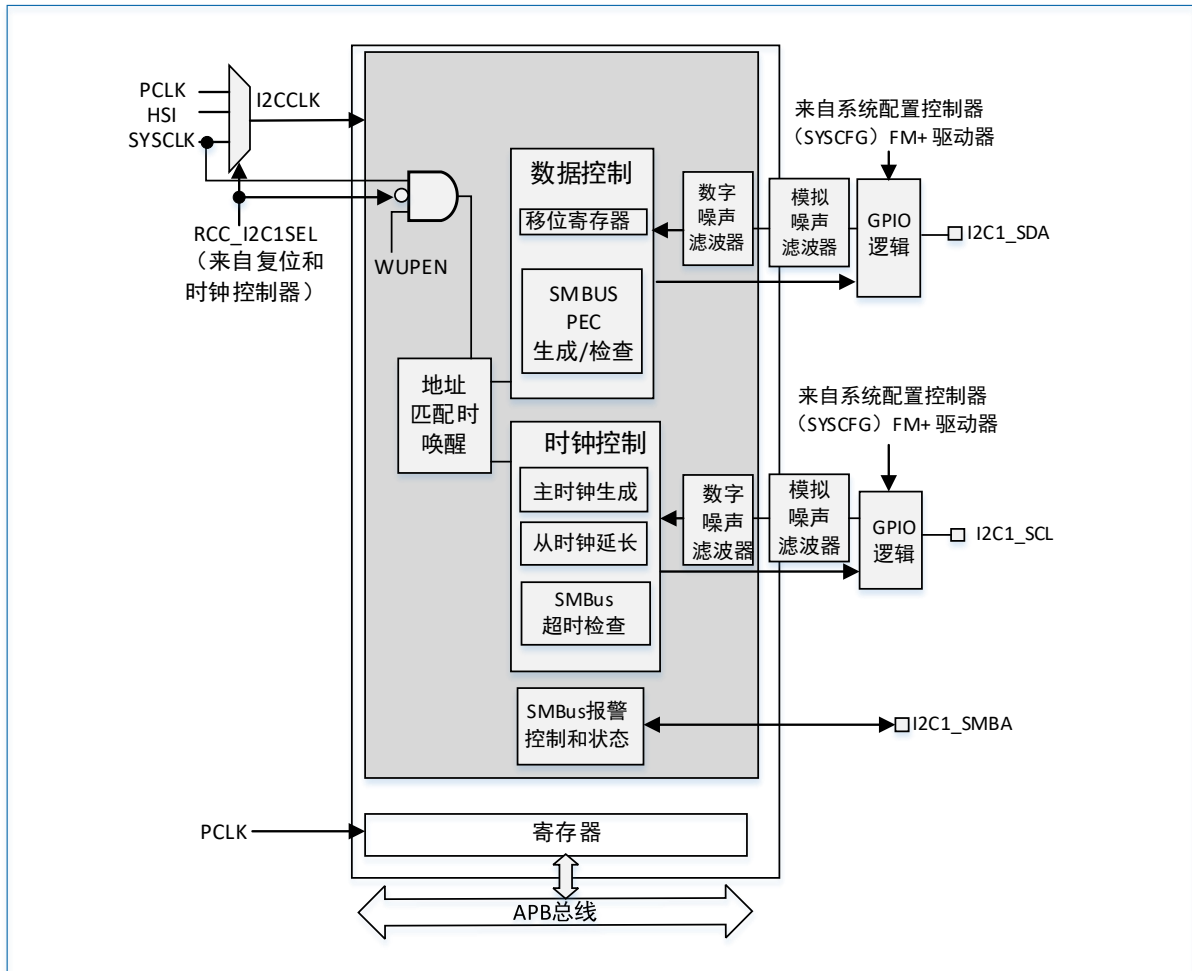 PCLK
HSI
SYSCLK
I2CCLK
RCC_I2C1SEL
（来自复位和
时钟控制器）
WUPEN
地址
匹配时
唤醒
数据控制
移位寄存器
SMBUS
PEC
生成/检查
数字
噪声
滤波器
模拟
噪声
滤波器
来自系统配置控制器
（SYSCFG）FM+ 驱动器
GPIO
逻辑
I2C1_SDA
时钟控制
主时钟生成
从时钟延长
SMBus
超时检查
数字
噪声
滤波器
模拟
噪声
滤波器
来自系统配置控制器
（SYSCFG）FM+ 驱动器
GPIO
逻辑
I2C1_SCL
SMBus报警
控制和状态
I2C1_SMBA
PCLK
寄存器
APB总线